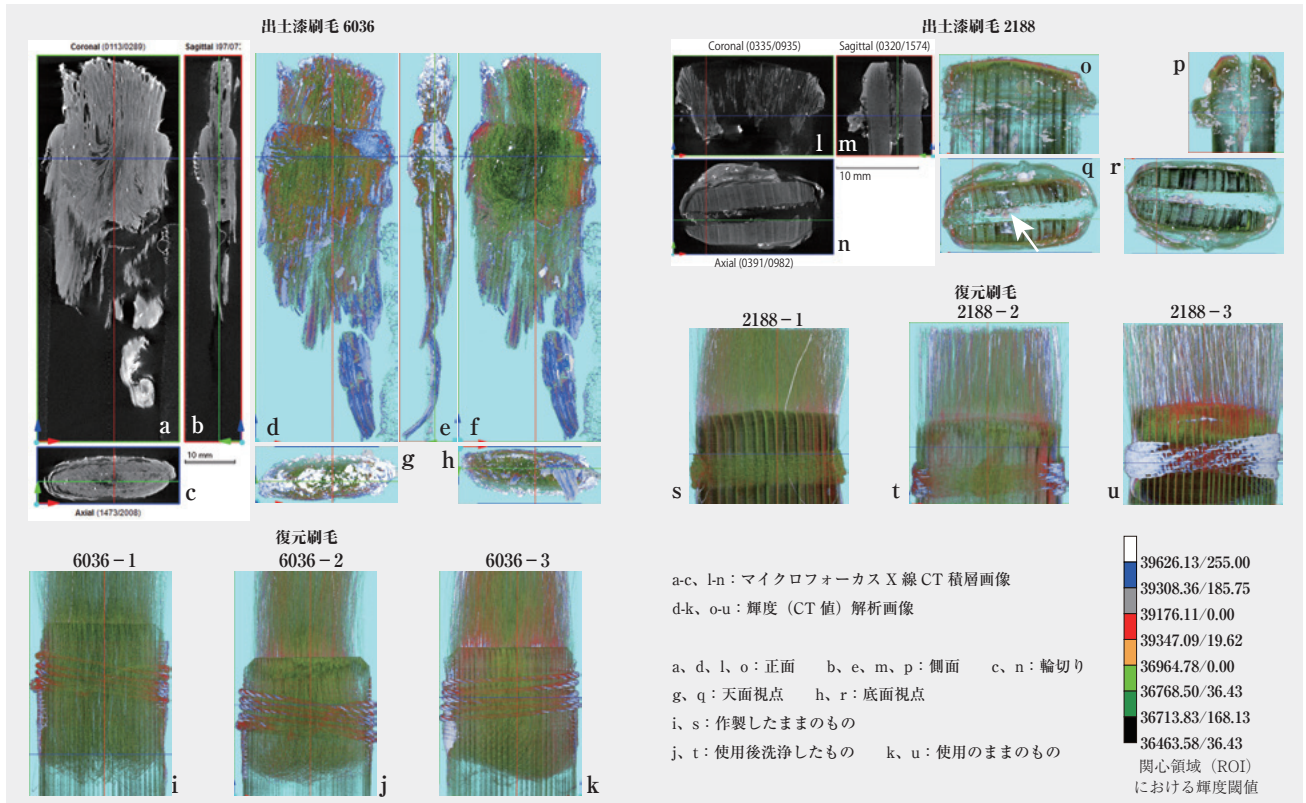 出土漆刷毛 6036
Coronal (0113/0289)
a
b
Axial (1473/2008)
c
10 mm
d
e
f
g
h
復元刷毛
6036−1
6036−2
6036−3
i
j
k
出土漆刷毛 2188
Coronal (0335/0935)
Sagittal (0320/1574)
l
m
n
10 mm
Axial (0391/0982)
o
p
q
r
復元刷毛
2188−1
2188−2
2188−3
s
t
u
a-c、l-n：マイクロフォーカス X 線 CT 積層画像
d-k、o-u：輝度（CT 値）解析画像
a、d、l、o：正面　b、e、m、p：側面　c、n：輪切り
g、q：天面視点　h、r：底面視点
i、s：作製したままのもの
j、t：使用後洗浄したもの　k、u：使用のままのもの
39626.13/255.00
39308.36/185.75
39176.11/0.00
39347.09/19.62
36964.78/0.00
36768.50/36.43
36713.83/168.13
36463.58/36.43
関心領域（ROI）
における輝度閾値